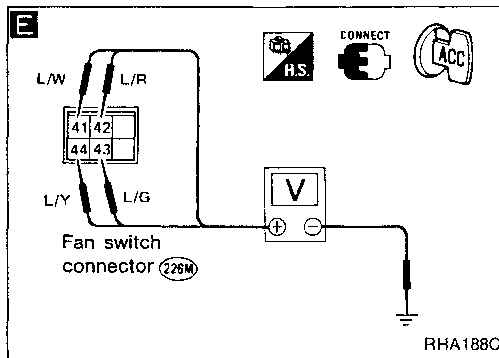 E
CONNECT
H.S.
ACC
L/W L/R
41 42
44 43
L/Y L/G
V
+ −
Fan switch
connector 226M
RHA188C